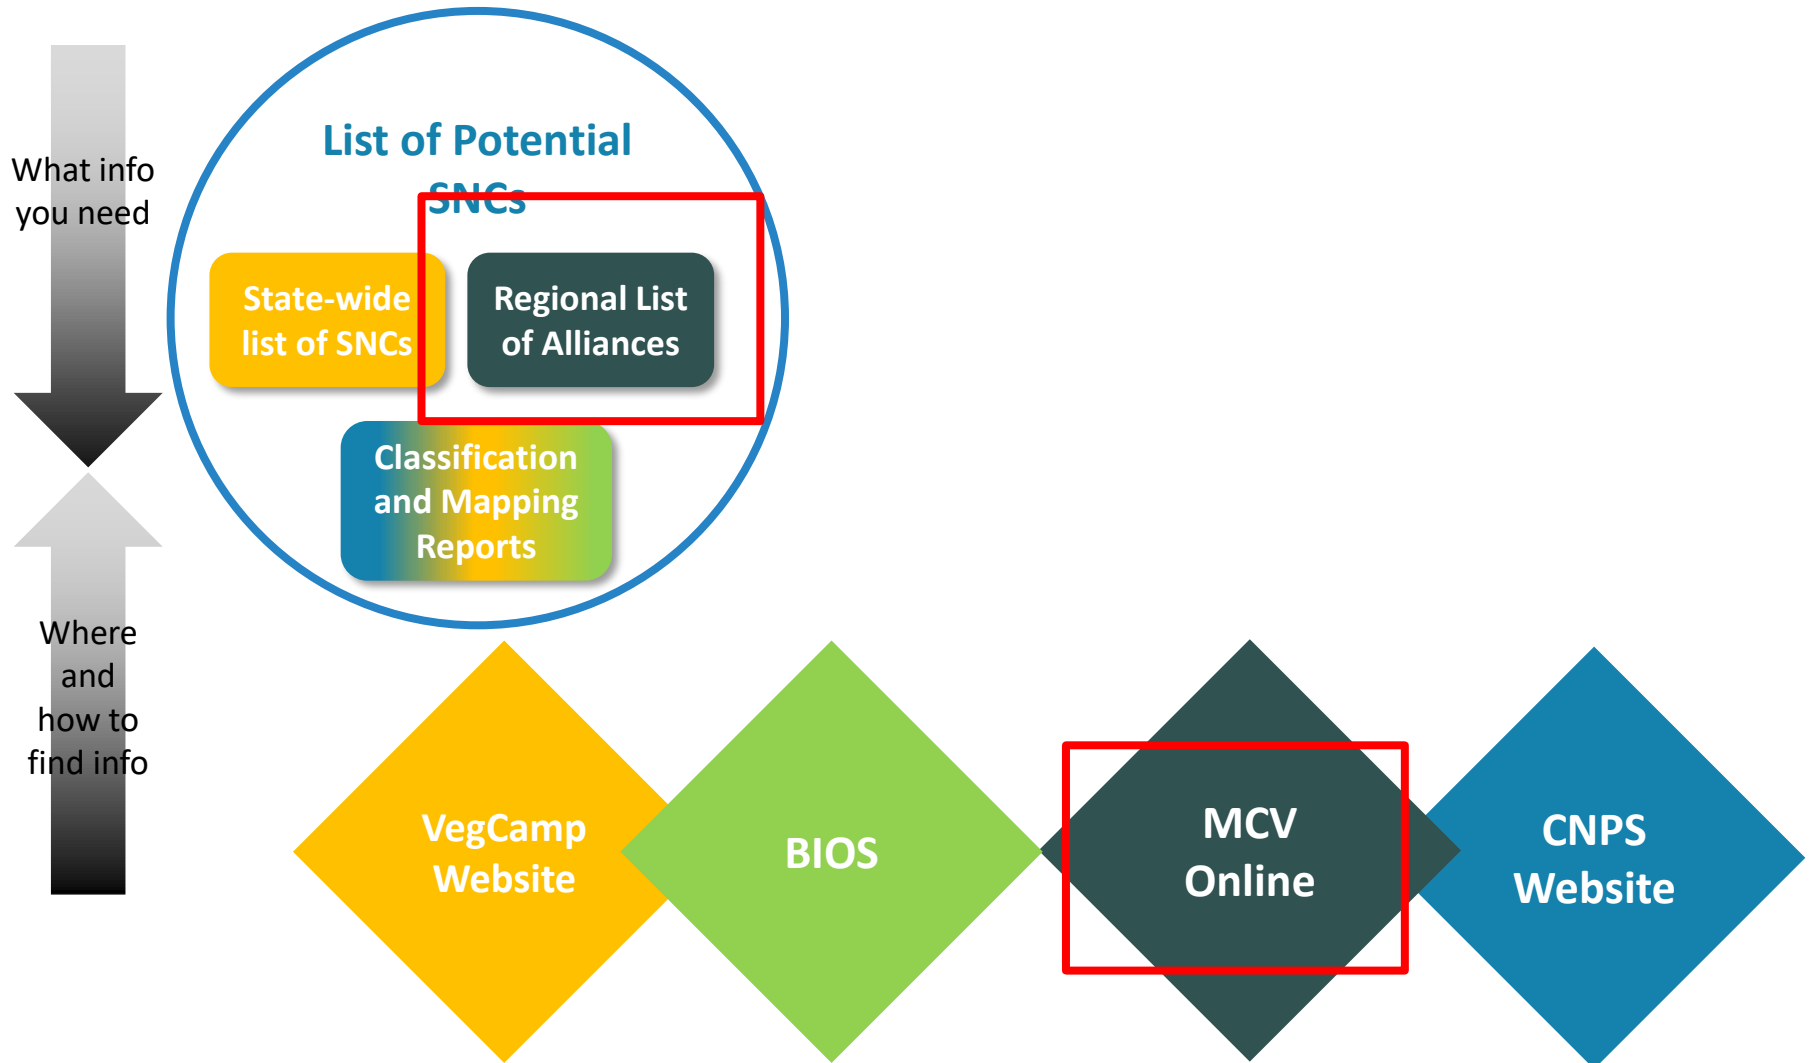 What info
you need
List of Potential
SNCs
State-wide
list of SNCs
Regional List
of Alliances
Classification
and Mapping
Reports
Where
and
how to
find info
VegCamp
Website
BIOS
MCV
Online
CNPS
Website